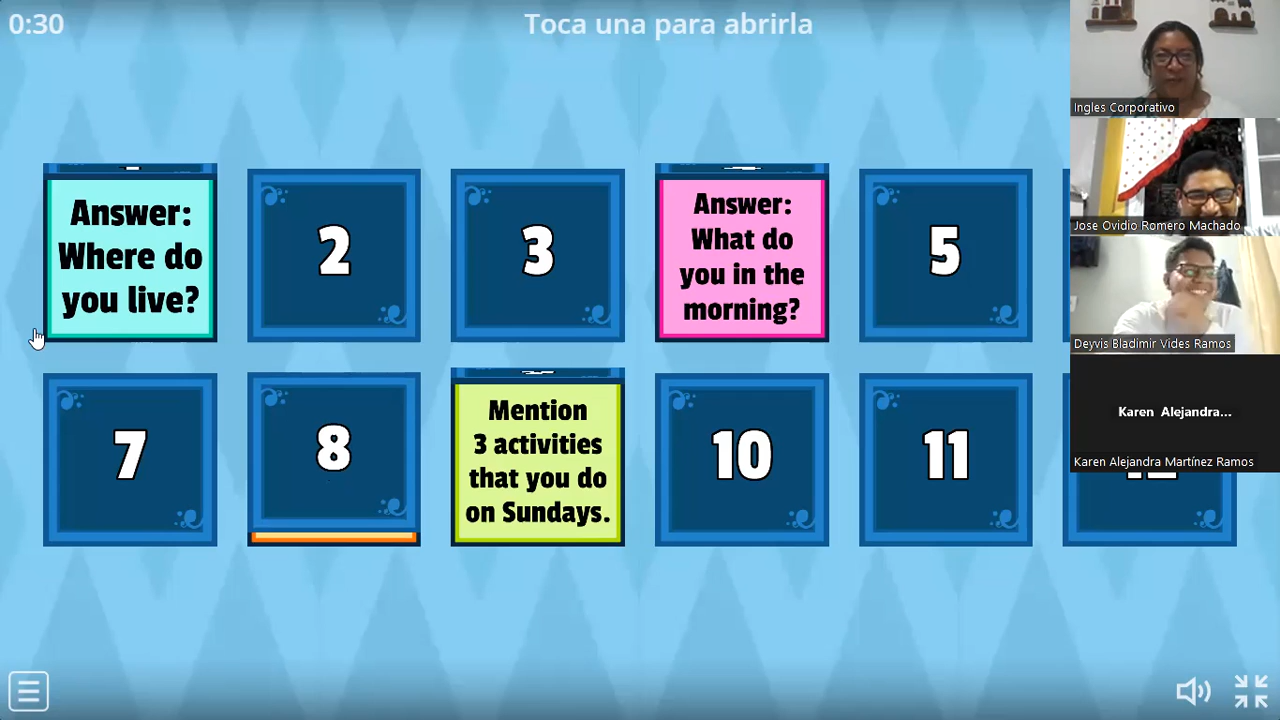 0:30
Toca una para abrirla
Ingles Corporativo
Answer:
Where do
you live?
2
3
Answer:
What do
you in the
morning?
5
Jose Ovidio Romero Machado
Deyvis Bladimir Vides Ramos
7
8
Mention
3 activities
that you do
on Sundays.
10
11
Karen Alejandra...
Karen Alejandra Martínez Ramos